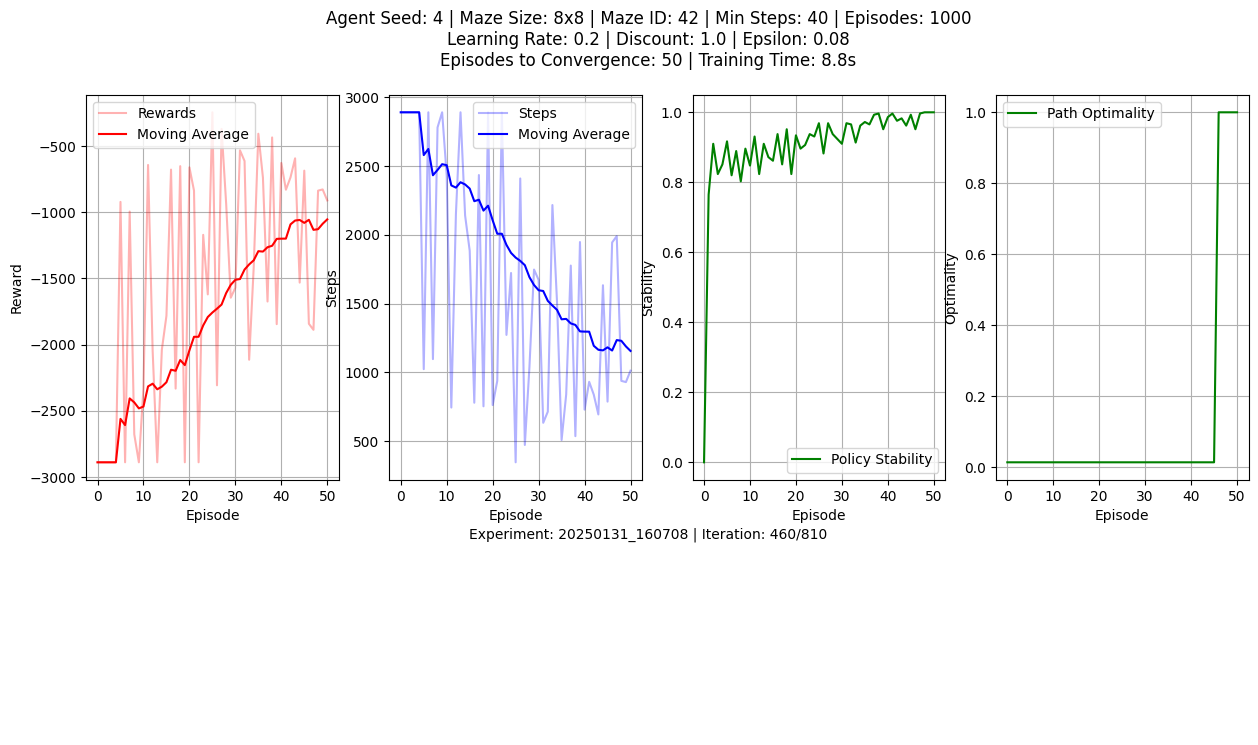 Agent Seed: 4 | Maze Size: 8x8 | Maze ID: 42 | Min Steps: 40 | Episodes: 1000
Learning Rate: 0.2 | Discount: 1.0 | Epsilon: 0.08
Episodes to Convergence: 50 | Training Time: 8.8s
Rewards
Moving Average
−500
−1000
−1500
−2000
−2500
−3000
Reward
0 10 20 30 40 50
Episode
Steps
Moving Average
3000
2500
2000
1500
1000
500
Steps
0 10 20 30 40 50
Episode
1.0
0.8
0.6
0.4
0.2
0.0
Stability
Policy Stability
0 10 20 30 40 50
Episode
Path Optimality
1.0
0.8
0.6
0.4
0.2
0.0
Optimality
0 10 20 30 40 50
Episode
Experiment: 20250131_160708 | Iteration: 460/810